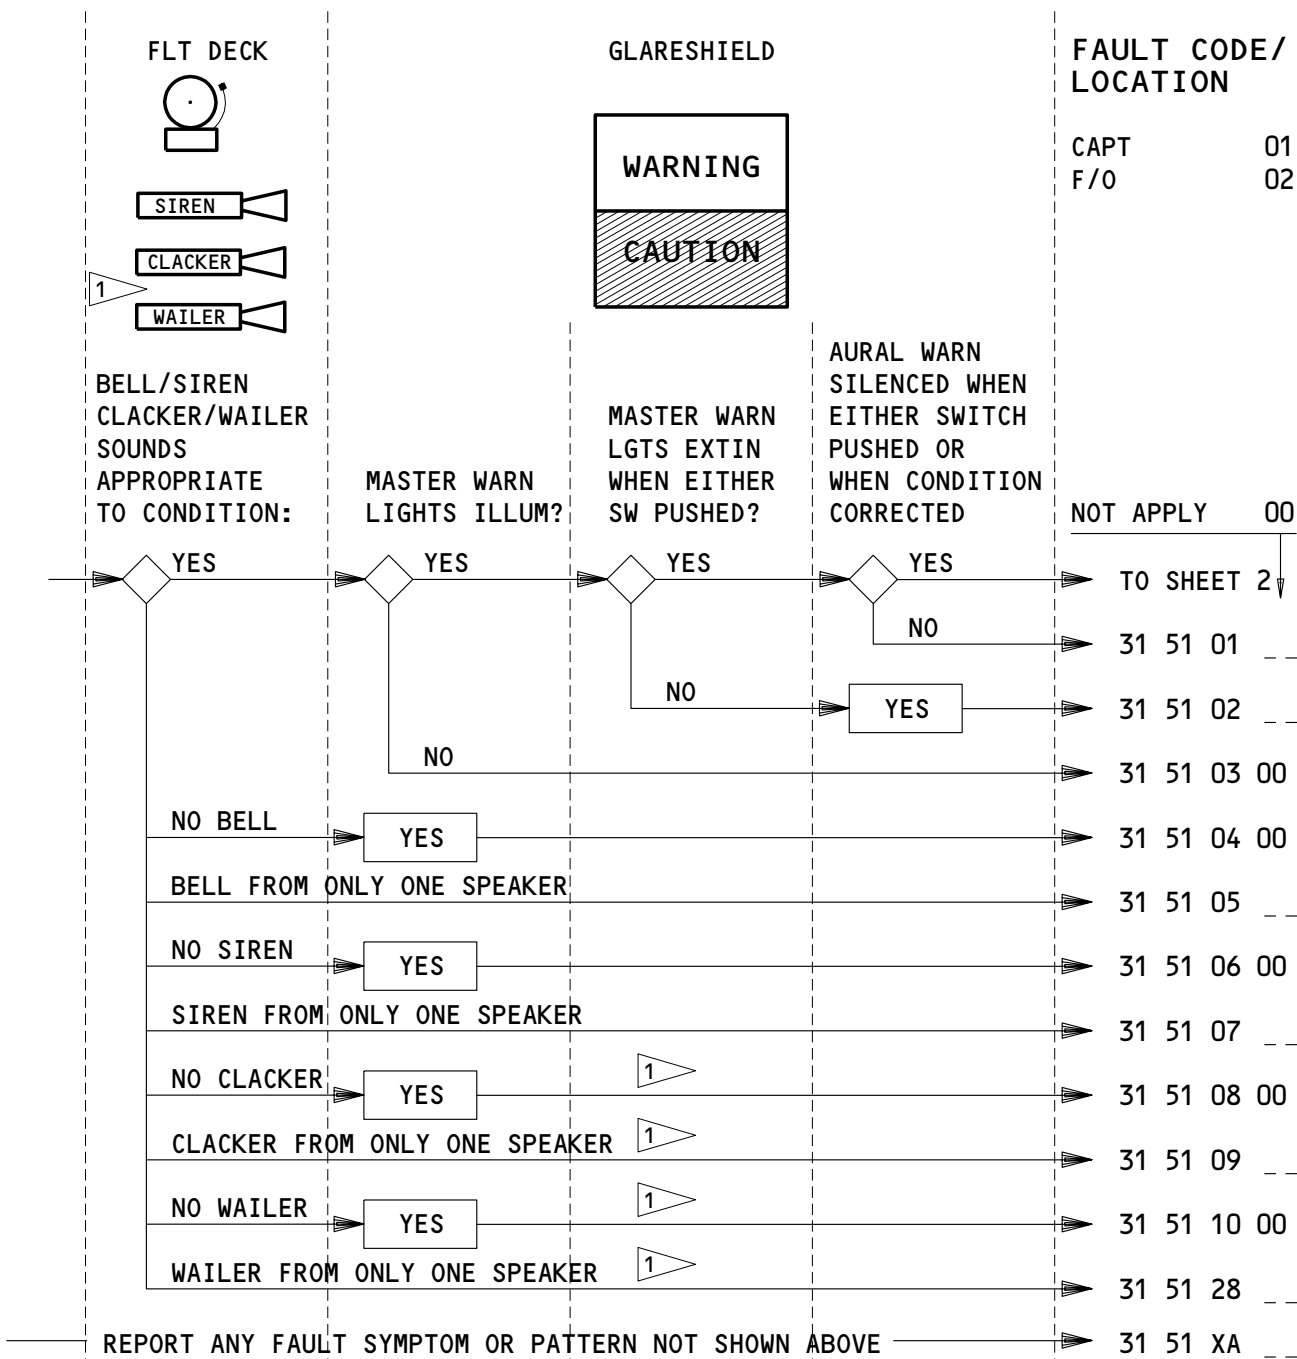 FLT DECK
GLARESHIELD
FAULT CODE/
LOCATION
CAPT 01
F/O 02
WARNING
CAUTION
SIREN
CLACKER
1
WAILER
BELL/SIREN
CLACKER/WAILER
SOUNDS
APPROPRIATE
TO CONDITION:
MASTER WARN
LIGHTS ILLUM?
MASTER WARN
LGTS EXTIN
WHEN EITHER
SW PUSHED?
AURAL WARN
SILENCED WHEN
EITHER SWITCH
PUSHED OR
WHEN CONDITION
CORRECTED
NOT APPLY 00
YES YES YES YES TO SHEET 2
NO 31 51 01 _ _
NO YES 31 51 02 _ _
NO 31 51 03 00
NO BELL YES 31 51 04 00
BELL FROM ONLY ONE SPEAKER 31 51 05 _ _
NO SIREN YES 31 51 06 00
SIREN FROM ONLY ONE SPEAKER 31 51 07 _ _
NO CLACKER YES 1 31 51 08 00
CLACKER FROM ONLY ONE SPEAKER 1 31 51 09 _ _
NO WAILER YES 1 31 51 10 00
WAILER FROM ONLY ONE SPEAKER 1 31 51 28 _ _
REPORT ANY FAULT SYMPTOM OR PATTERN NOT SHOWN ABOVE 31 51 XA _ _